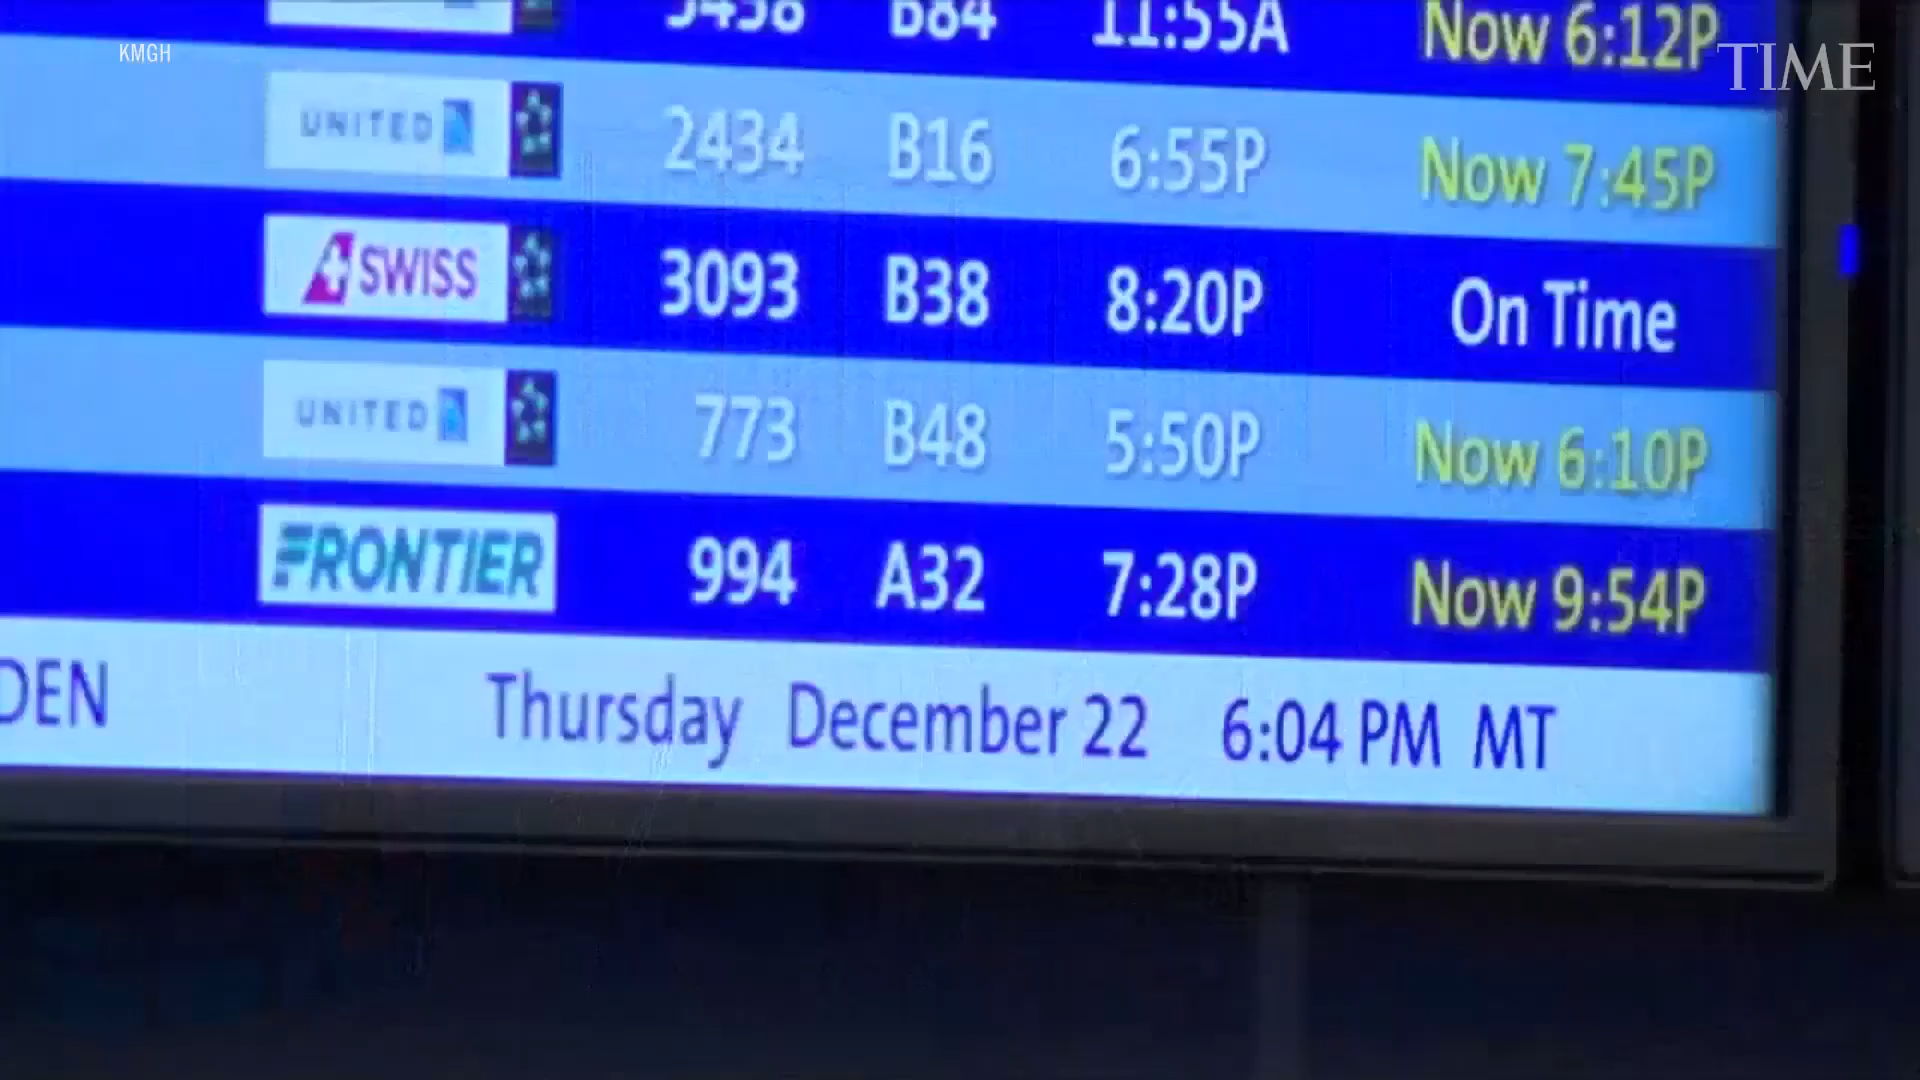 KMGH
TIME
3458 B84 11:55A Now 6:12P
UNITED 2434 B16 6:55P Now 7:45P
SWISS 3093 B38 8:20P On Time
UNITED 773 B48 5:50P Now 6:10P
FRONTIER 994 A32 7:28P Now 9:54P
DEN Thursday December 22 6:04 PM MT